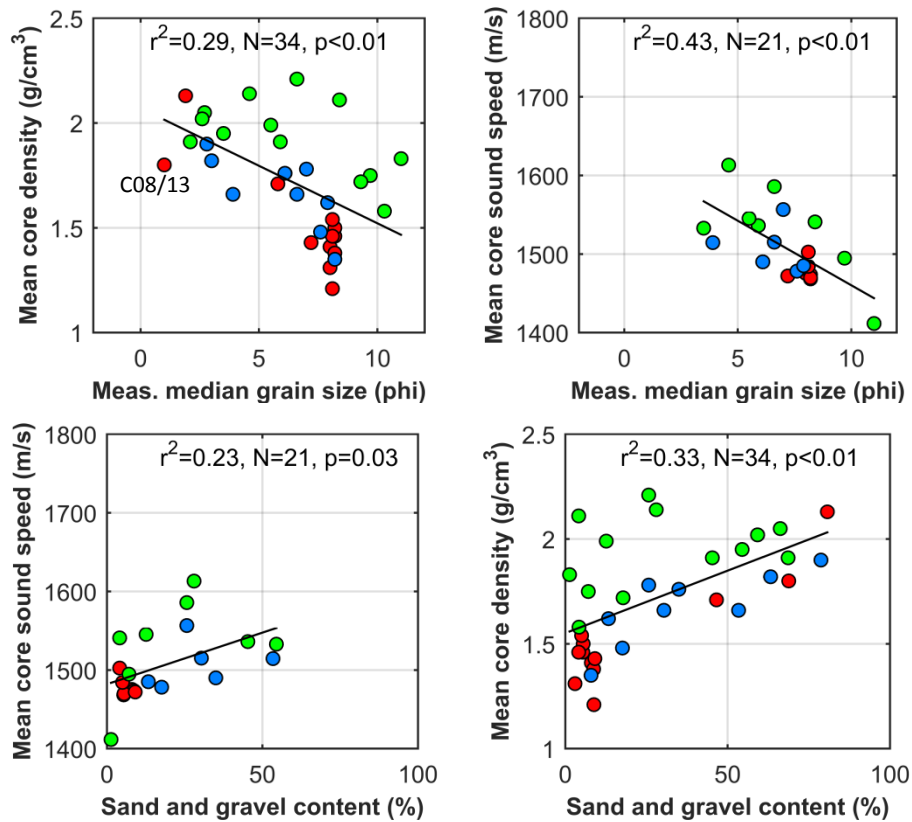 r²=0.29, N=34, p<0.01
Mean core density (g/cm³)
2.5
2
1.5
1
C08/13
0
5
10
Meas. median grain size (phi)
r²=0.43, N=21, p<0.01
Mean core sound speed (m/s)
1800
1700
1600
1500
1400
0
5
10
Meas. median grain size (phi)
r²=0.23, N=21, p=0.03
Mean core sound speed (m/s)
1800
1700
1600
1500
1400
0
50
100
Sand and gravel content (%)
r²=0.33, N=34, p<0.01
Mean core density (g/cm³)
2.5
2
1.5
1
0
50
100
Sand and gravel content (%)